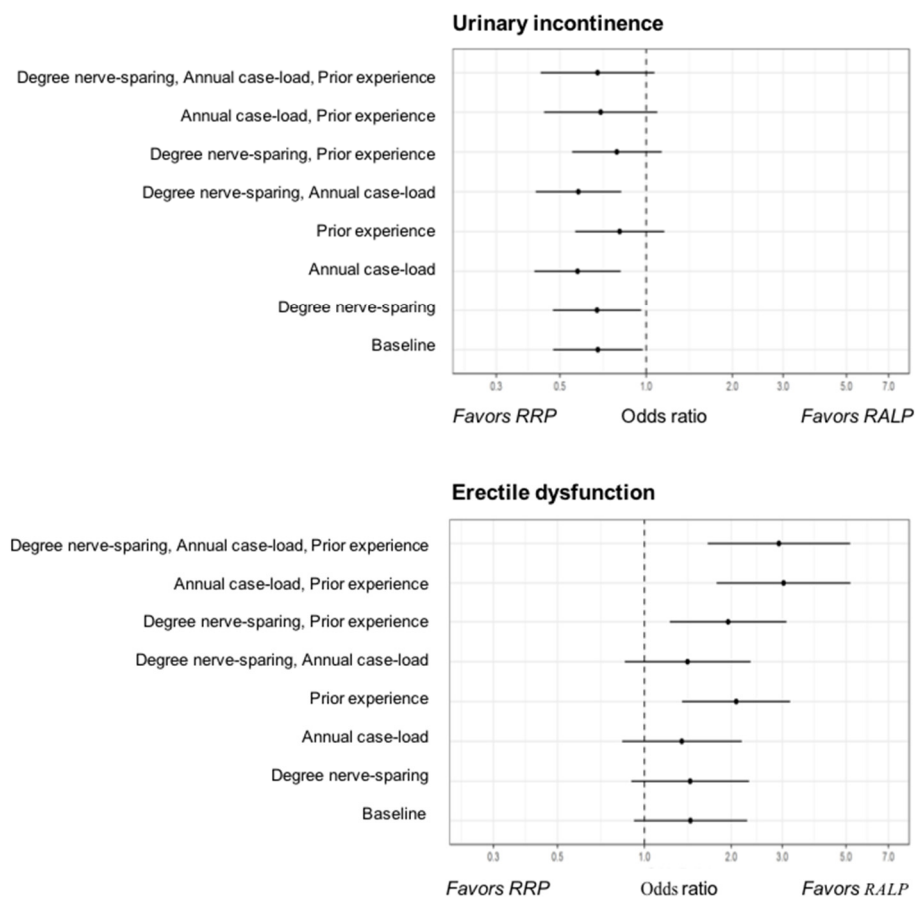 Urinary incontinence
Degree nerve-sparing, Annual case-load, Prior experience
Annual case-load, Prior experience
Degree nerve-sparing, Prior experience
Degree nerve-sparing, Annual case-load
Prior experience
Annual case-load
Degree nerve-sparing
Baseline
0.3 0.5 1.0 2.0 3.0 5.0 7.0
Favors RRP Odds ratio Favors RALP
Erectile dysfunction
Degree nerve-sparing, Annual case-load, Prior experience
Annual case-load, Prior experience
Degree nerve-sparing, Prior experience
Degree nerve-sparing, Annual case-load
Prior experience
Annual case-load
Degree nerve-sparing
Baseline
0.3 0.5 1.0 2.0 3.0 5.0 7.0
Favors RRP Odds ratio Favors RALP